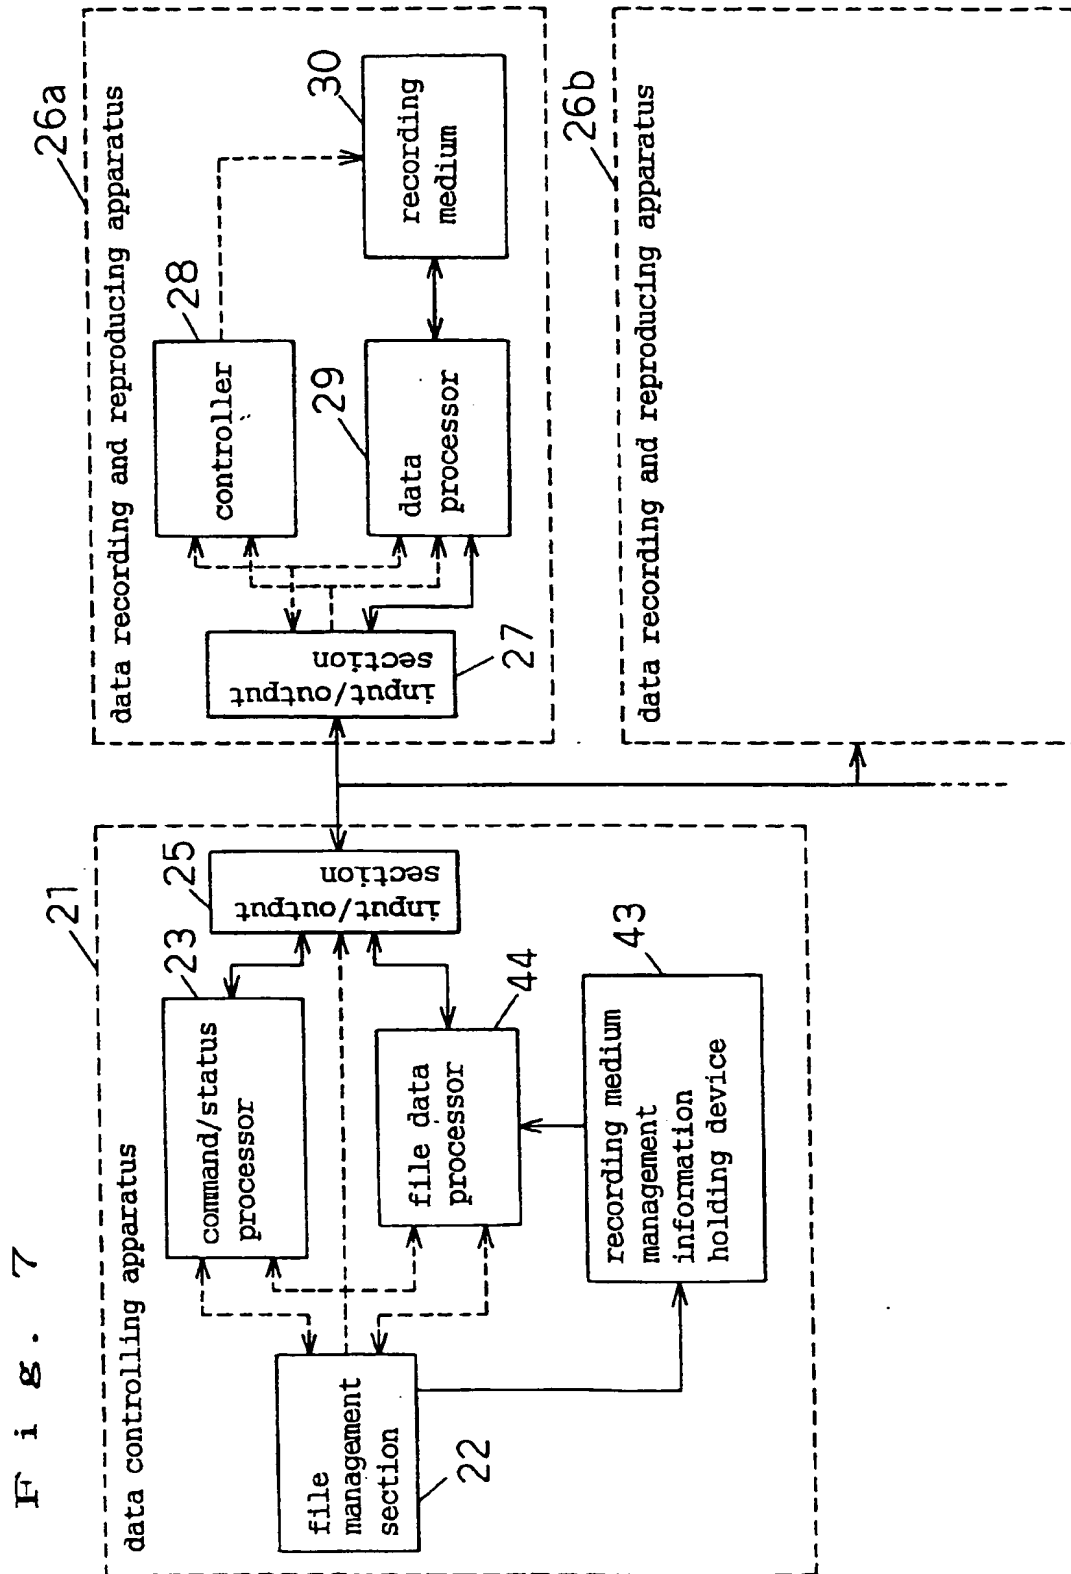 Fig. 7
21
data controlling apparatus
23
command/status
processor
25
input/output
section
file
management
section
22
44
file data
processor
43
recording medium
management
information
holding device
26a
data recording and reproducing apparatus
28
controller
30
recording
medium
29
data
processor
input/output
section
27
26b
data recording and reproducing apparatus